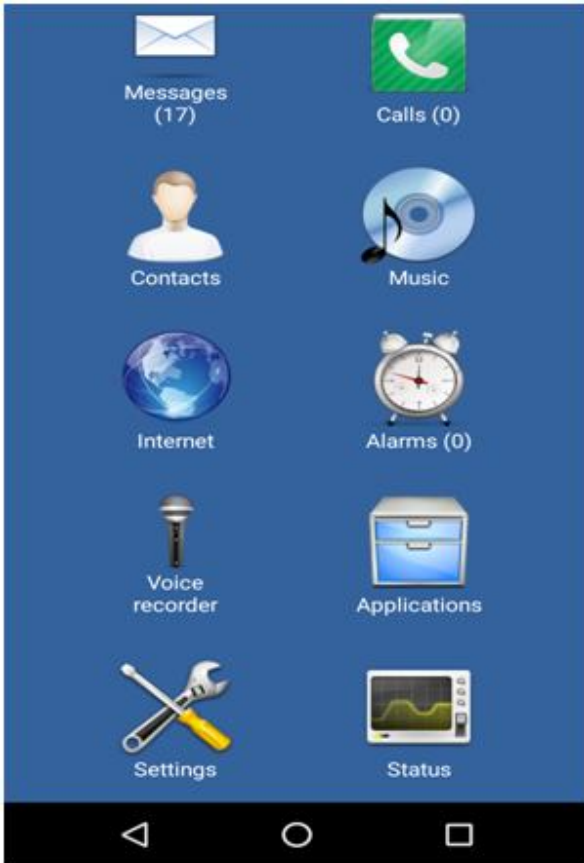 Messages
(17)
Calls (0)
Contacts
Music
Internet
Alarms (0)
Voice
recorder
Applications
Settings
Status